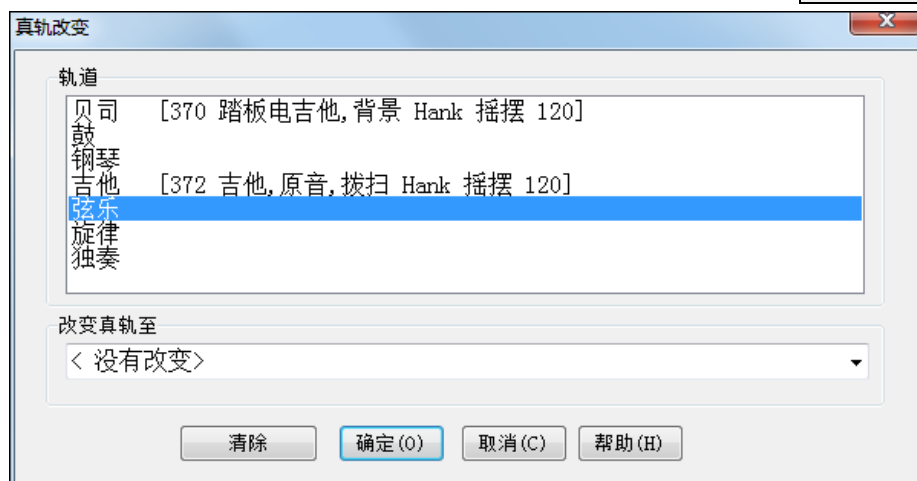 真轨改变
轨道
贝司 [370 踏板电吉他,背景 Hank 摇摆 120]
鼓
钢琴
吉他 [372 吉他,原音,拨扫 Hank 摇摆 120]
弦乐
旋律
独奏
改变真轨至
< 没有改变>
清除 确定(O) 取消(C) 帮助(H)